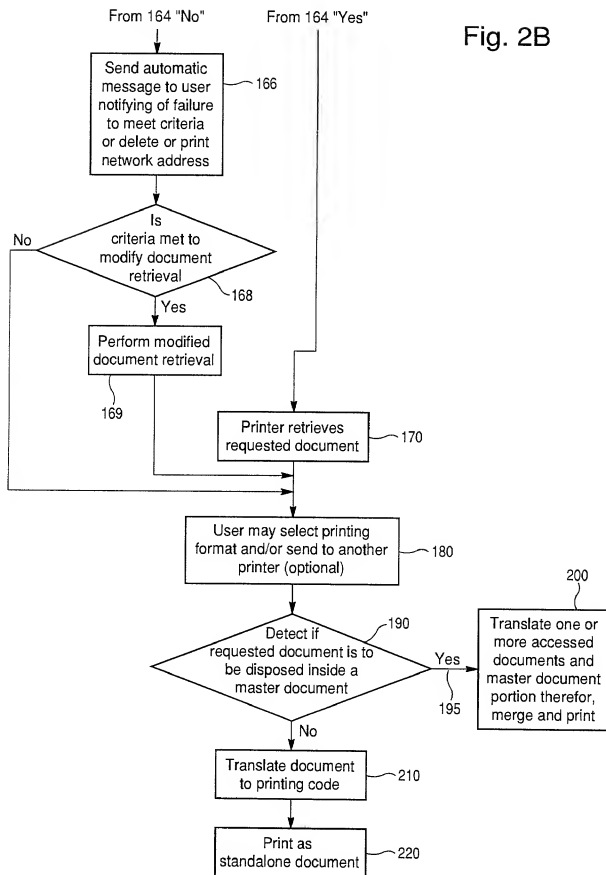 From 164 "No"
From 164 "Yes"
Fig. 2B
Send automatic
message to user
notifying of failure
to meet criteria
or delete or print
network address
166
Is
criteria met to
modify document
retrieval
No
168
Yes
Perform modified
document retrieval
169
Printer retrieves
requested document
170
User may select printing
format and/or send to another
printer (optional)
180
Detect if
requested document is to
be disposed inside a
master document
190
Yes
195
200
Translate one or
more accessed
documents and
master document
portion therefor,
merge and print
No
Translate document
to printing code
210
Print as
standalone document
220